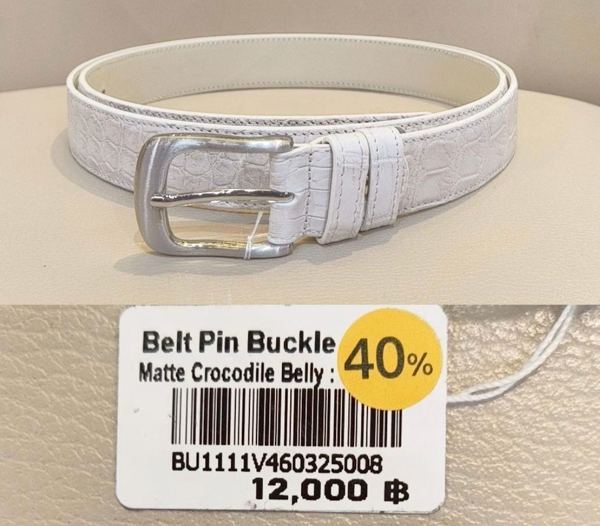 Belt Pin Buckle
Matte Crocodile Belly :
40%
BU1111V460325008
12,000 ฿